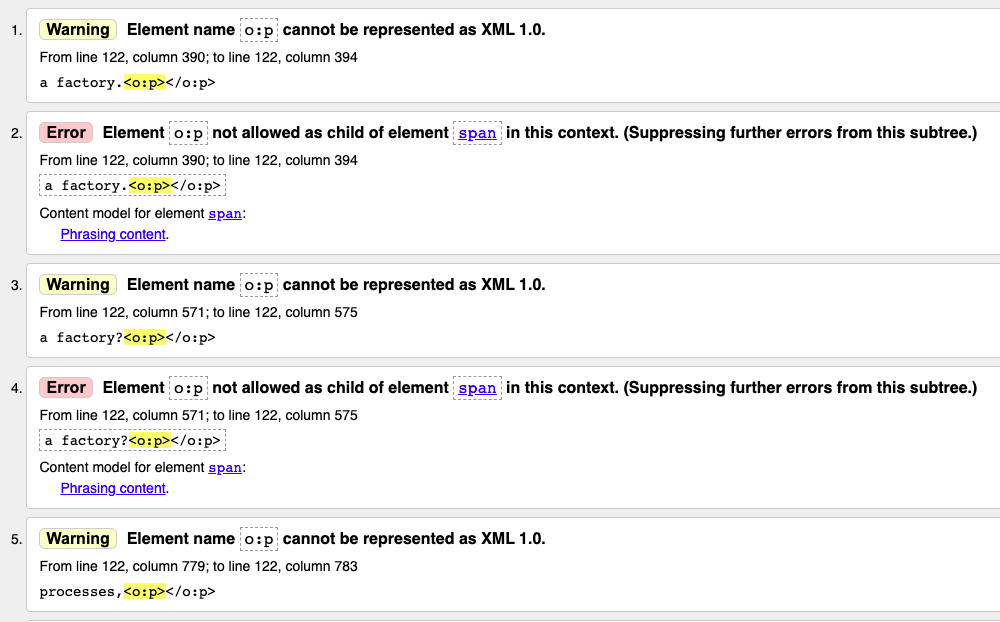 1. Warning Element name o:p cannot be represented as XML 1.0.
From line 122, column 390; to line 122, column 394
a factory.<o:p></o:p>
2. Error Element o:p not allowed as child of element span in this context. (Suppressing further errors from this subtree.)
From line 122, column 390; to line 122, column 394
a factory.<o:p></o:p>
Content model for element span:
Phrasing content.
3. Warning Element name o:p cannot be represented as XML 1.0.
From line 122, column 571; to line 122, column 575
a factory?<o:p></o:p>
4. Error Element o:p not allowed as child of element span in this context. (Suppressing further errors from this subtree.)
From line 122, column 571; to line 122, column 575
a factory?<o:p></o:p>
Content model for element span:
Phrasing content.
5. Warning Element name o:p cannot be represented as XML 1.0.
From line 122, column 779; to line 122, column 783
processes,<o:p></o:p>